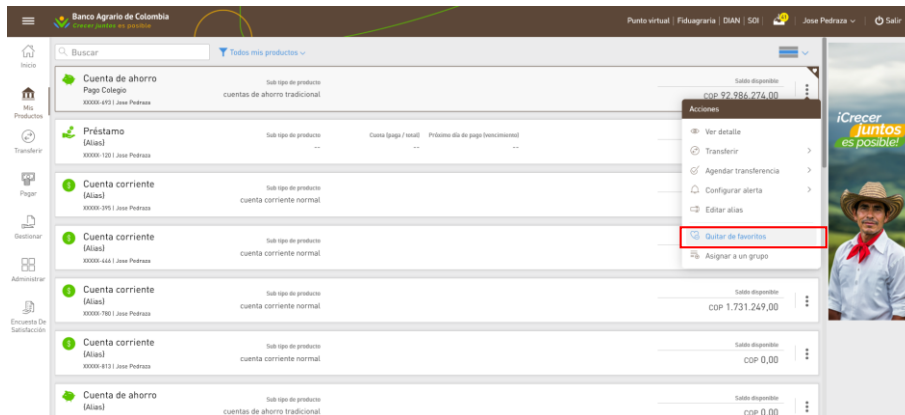 Banco Agrario de Colombia
Crecer juntos es posible
Punto virtual | Fiduagraria | DIAN | SOI | Jose Pedraza | Salir
Inicio
Mis
Productos
Transferir
Pagar
Gestionar
Administrar
Encuesta De
Satisfacción
Buscar
Todos mis productos
Cuenta de ahorro
Pago Colegio
XXXXX-693 | Jose Pedraza
Sub tipo de producto
cuentas de ahorro tradicional
Saldo disponible
COP 92.986.274,00
Préstamo
(Alias)
XXXXX-120 | Jose Pedraza
Sub tipo de producto
--
Cuota (paga / total)
--
Próximo día de pago (vencimiento)
--
Cuenta corriente
(Alias)
XXXXX-395 | Jose Pedraza
Sub tipo de producto
cuenta corriente normal
Cuenta corriente
(Alias)
XXXXX-446 | Jose Pedraza
Sub tipo de producto
cuenta corriente normal
Cuenta corriente
(Alias)
XXXXX-780 | Jose Pedraza
Sub tipo de producto
cuenta corriente normal
Saldo disponible
COP 1.731.249,00
Cuenta corriente
(Alias)
XXXXX-813 | Jose Pedraza
Sub tipo de producto
cuenta corriente normal
Saldo disponible
COP 0,00
Cuenta de ahorro
(Alias)
Sub tipo de producto
cuentas de ahorro tradicional
Saldo disponible
COP 0,00
Acciones
Ver detalle
Transferir
Agendar transferencia
Configurar alerta
Editar alias
Quitar de favoritos
Asignar a un grupo
¡Crecer
juntos
es posible!